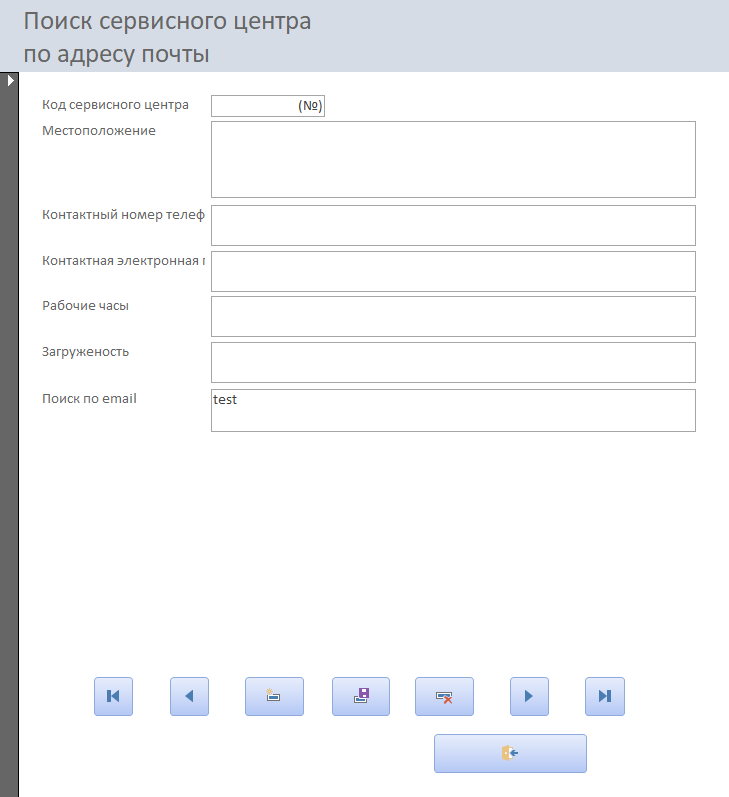 Поиск сервисного центра
по адресу почты
Код сервисного центра (№)
Местоположение
Контактный номер телеф
Контактная электронная
Рабочие часы
Загруженость
Поиск по email test